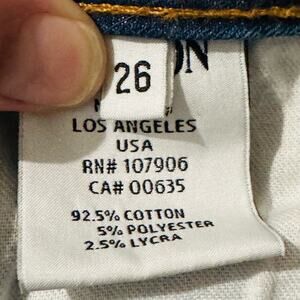 26
LOS ANGELES
USA
RN# 107906
CA# 00635
92.5% COTTON
5% POLYESTER
2.5% LYCRA